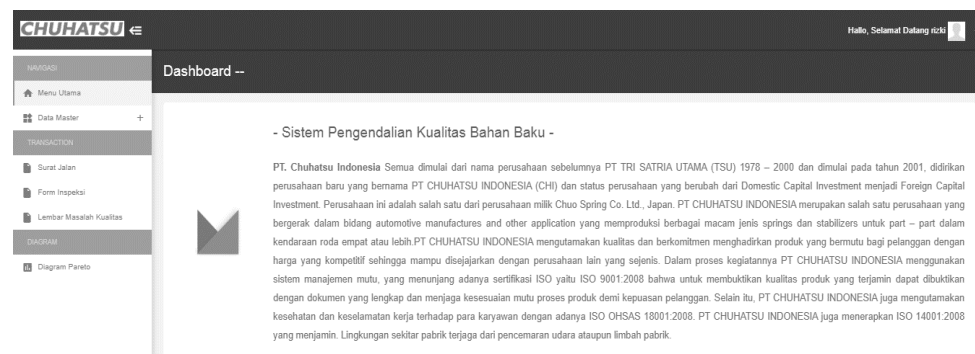 CHUHATSU
Hallo, Selamat Datang rizki
NAVIGASI
Menu Utama
Data Master +
TRANSACTION
Surat Jalan
Form Inspeksi
Lembar Masalah Kualitas
DIAGRAM
Diagram Pareto
Dashboard --
- Sistem Pengendalian Kualitas Bahan Baku -
PT. Chuhatsu Indonesia Semua dimulai dari nama perusahaan sebelumnya PT TRI SATRIA UTAMA (TSU) 1978 – 2000 dan dimulai pada tahun 2001, didirikan
perusahaan baru yang bernama PT CHUHATSU INDONESIA (CHI) dan status perusahaan yang berubah dari Domestic Capital Investment menjadi Foreign Capital
Investment. Perusahaan ini adalah salah satu dari perusahaan milik Chuo Spring Co. Ltd., Japan. PT CHUHATSU INDONESIA merupakan salah satu perusahaan yang
bergerak dalam bidang automotive manufactures and other application yang memproduksi berbagai macam jenis springs dan stabilizers untuk part – part dalam
kendaraan roda empat atau lebih.PT CHUHATSU INDONESIA mengutamakan kualitas dan berkomitmen menghadirkan produk yang bermutu bagi pelanggan dengan
harga yang kompetitif sehingga mampu disejajarkan dengan perusahaan lain yang sejenis. Dalam proses kegiatannya PT CHUHATSU INDONESIA menggunakan
sistem manajemen mutu, yang menunjang adanya sertifikasi ISO yaitu ISO 9001:2008 bahwa untuk membuktikan kualitas produk yang terjamin dapat dibuktikan
dengan dokumen yang lengkap dan menjaga kesesuaian mutu proses produk demi kepuasan pelanggan. Selain itu, PT CHUHATSU INDONESIA juga mengutamakan
kesehatan dan keselamatan kerja terhadap para karyawan dengan adanya ISO OHSAS 18001:2008. PT CHUHATSU INDONESIA juga menerapkan ISO 14001:2008
yang menjamin. Lingkungan sekitar pabrik terjaga dari pencemaran udara ataupun limbah pabrik.